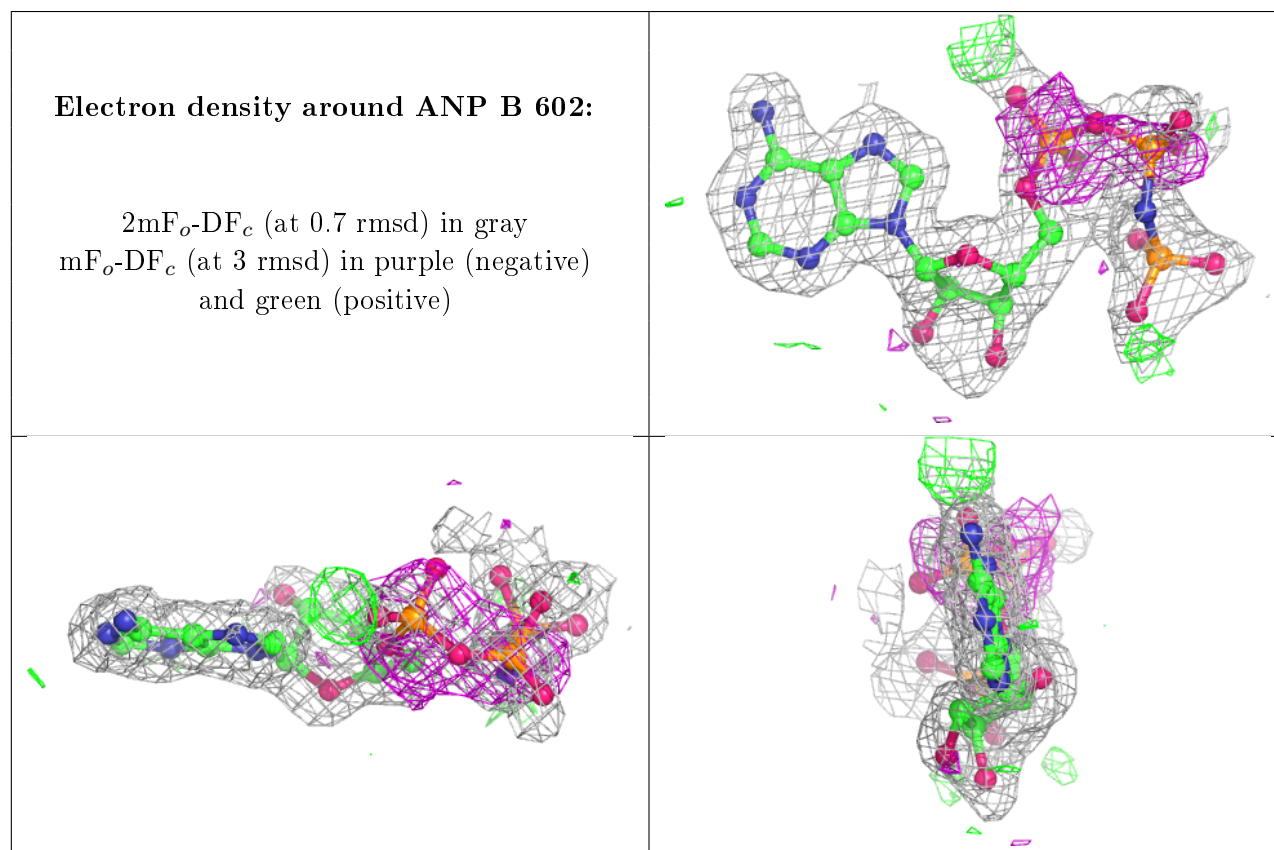 Electron density around ANP B 602:
2mFo-DFc (at 0.7 rmsd) in gray
mFo-DFc (at 3 rmsd) in purple (negative)
and green (positive)